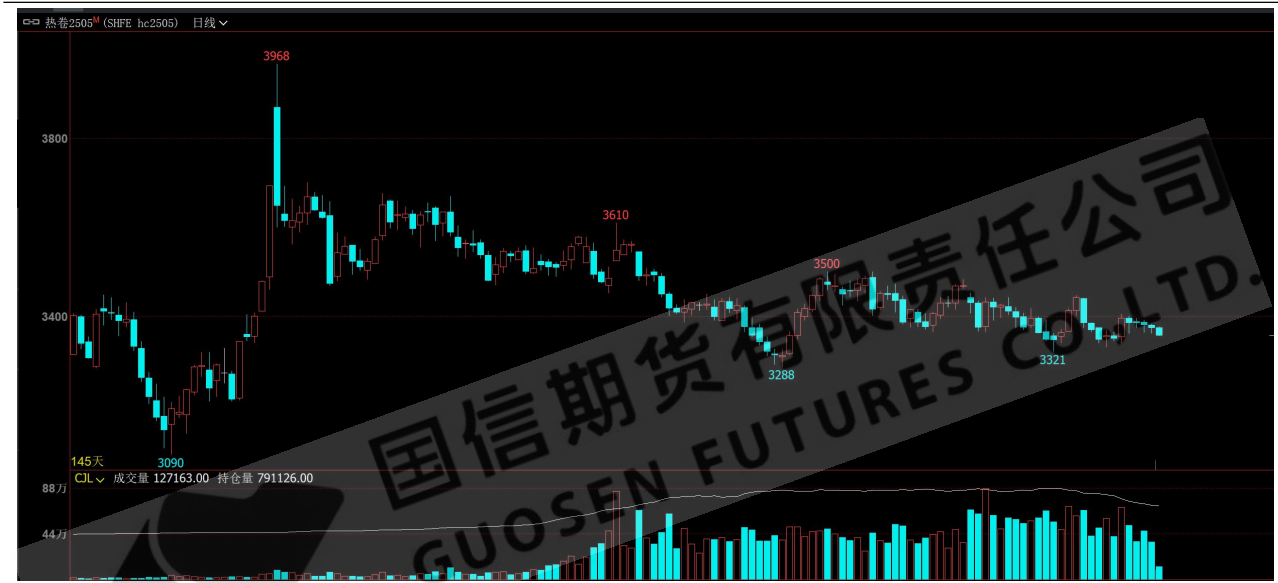 热卷2505M (SHFE hc2505) 日线
3968
3800
3610
3500
3400
3321
3288
145天
3090
CJL 成交量 127163.00 持仓量 791126.00
88万
44万
国信期货有限责任公司
GUOSEN FUTURES CO.,LTD.